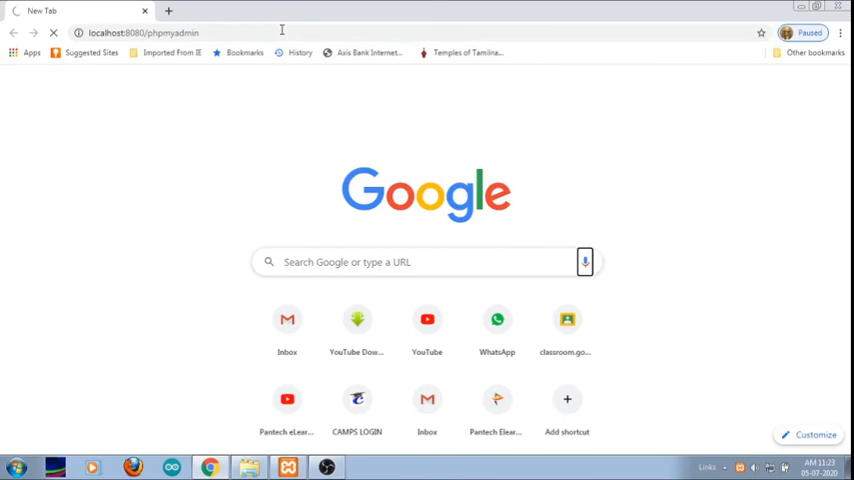 New Tab
localhost:8080/phpmyadmin
Paused
Apps Suggested Sites Imported From IE Bookmarks History Axis Bank Internet... Temples of Tamilna... Other bookmarks
Google
Search Google or type a URL
Inbox YouTube Dow... YouTube WhatsApp classroom.go...
Pantech eLear... CAMPS LOGIN Inbox Pantech Elear... Add shortcut
Customize
Links
AM 11:23
05-07-2020